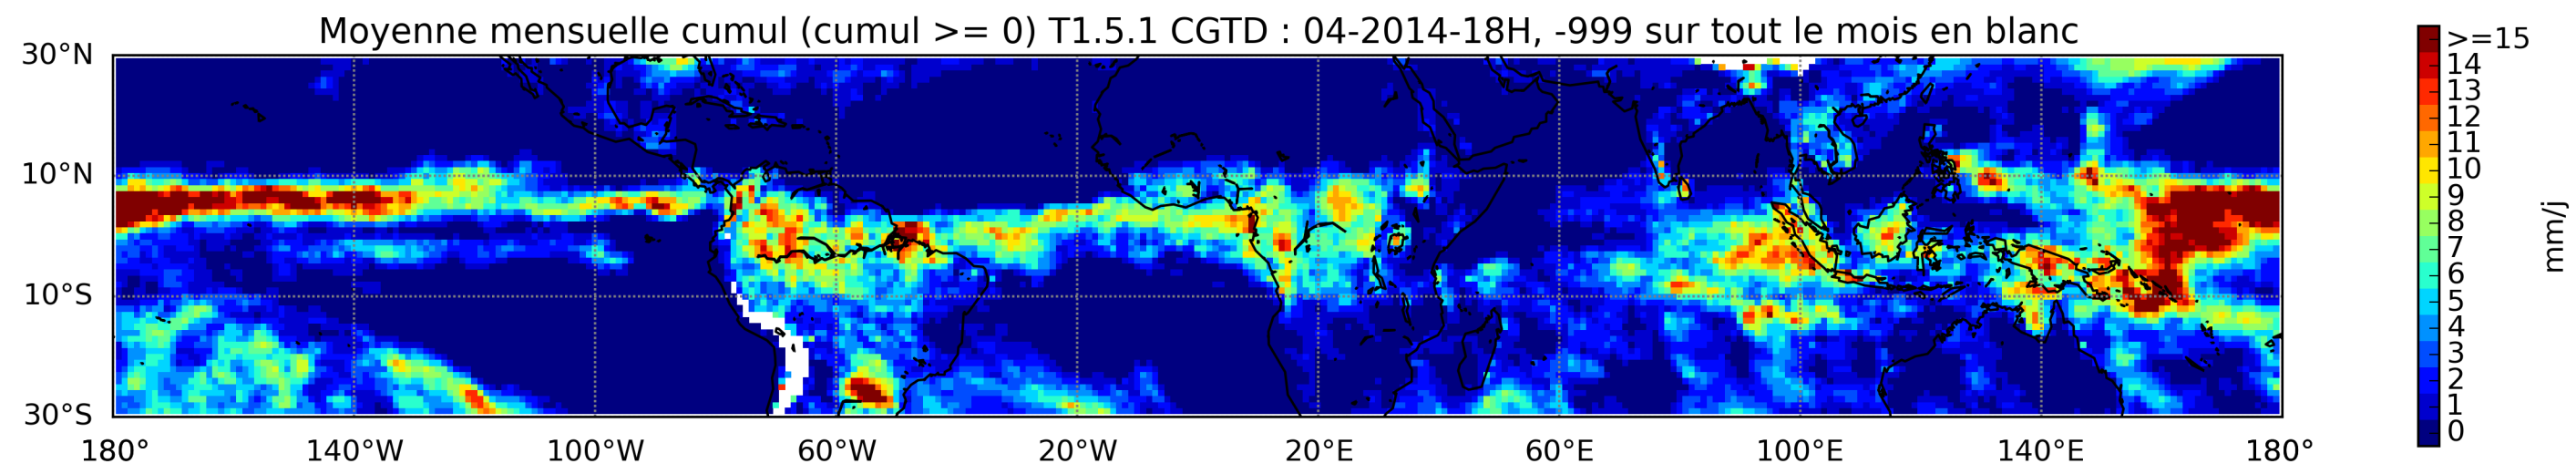 Moyenne mensuelle cumul (cumul >= 0) T1.5.1 CGTD : 04-2014-18H, -999 sur tout le mois en blanc
30°N
10°N
10°S
30°S
180° 140°W 100°W 60°W 20°W 20°E 60°E 100°E 140°E 180°
>=15
14
13
12
11
10
9
8
7
6
5
4
3
2
1
0
mm/j